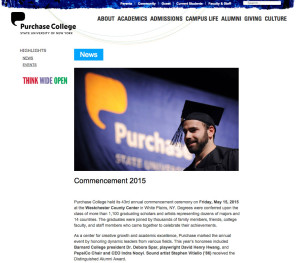 Parents Community Guest Current Students Faculty & Staff
Purchase College
STATE UNIVERSITY OF NEW YORK
ABOUT ACADEMICS ADMISSIONS CAMPUS LIFE ALUMNI GIVING CULTURE
HIGHLIGHTS
NEWS
EVENTS
THINK WIDE OPEN
News
Purchase
STATE UNIVERSITY
Commencement 2015
Purchase College held its 43rd annual commencement ceremony on Friday, May 15, 2015
at the Westchester County Center in White Plains, NY. Degrees were conferred upon the
class of more than 1,100 graduating scholars and artists representing dozens of majors and
14 countries. The graduates were joined by thousands of family members, friends, college
faculty, and staff members who came together to celebrate their achievements.
As a center for creative growth and academic excellence, Purchase marked the annual
event by honoring dynamic leaders from various fields. This year's honorees included
Barnard College president Dr. Debora Spar, playwright David Henry Hwang, and
PepsiCo Chair and CEO Indra Nooyi. Sound artist Stephen Vitiello ('86) received the
Distinguished Alumni Award.